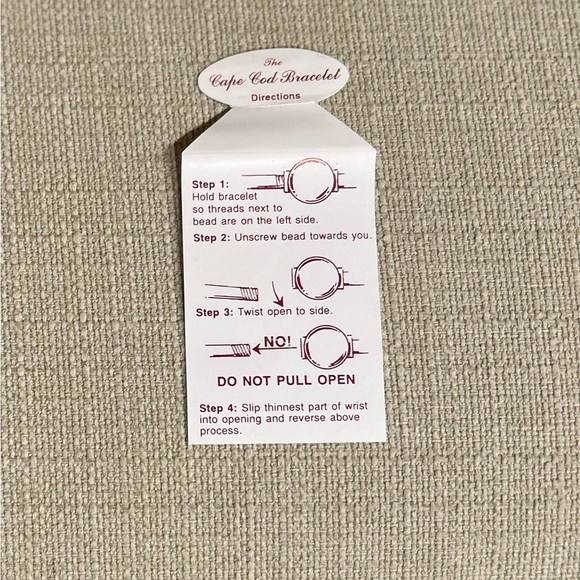 The
Cape Cod Bracelet
Directions
Step 1:
Hold bracelet
so threads next to
bead are on the left side.
Step 2: Unscrew bead towards you.
Step 3: Twist open to side.
NO!
DO NOT PULL OPEN
Step 4: Slip thinnest part of wrist
into opening and reverse above
process.